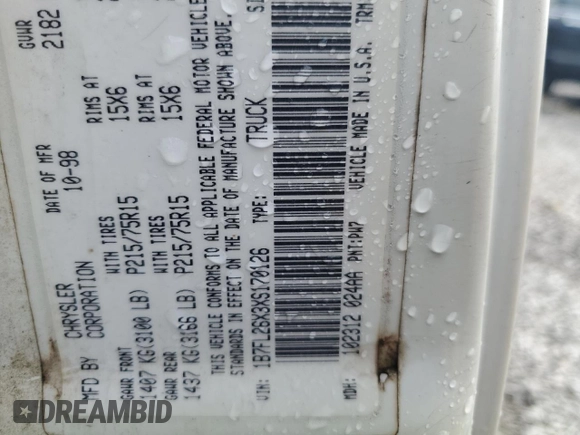 MFD BY CHRYSLER CORPORATION DATE OF MFR 10-98 GVWR 2182
GAWR FRONT WITH TIRES RIMS AT
1407 KG(3100 LB) P215/75R15 15X6
GAWR REAR WITH TIRES RIMS AT
1437 KG(3166 LB) P215/75R15 15X6
THIS VEHICLE CONFORMS TO ALL APPLICABLE FEDERAL MOTOR VEHICLE
STANDARDS IN EFFECT ON THE DATE OF MANUFACTURE SHOWN ABOVE.
VIN: 1B7FL26X3XS170126 TYPE: TRUCK
MDH: 102312 024AA PNT:PW7 VEHICLE MADE IN U.S.A. TRM
DREAMBID